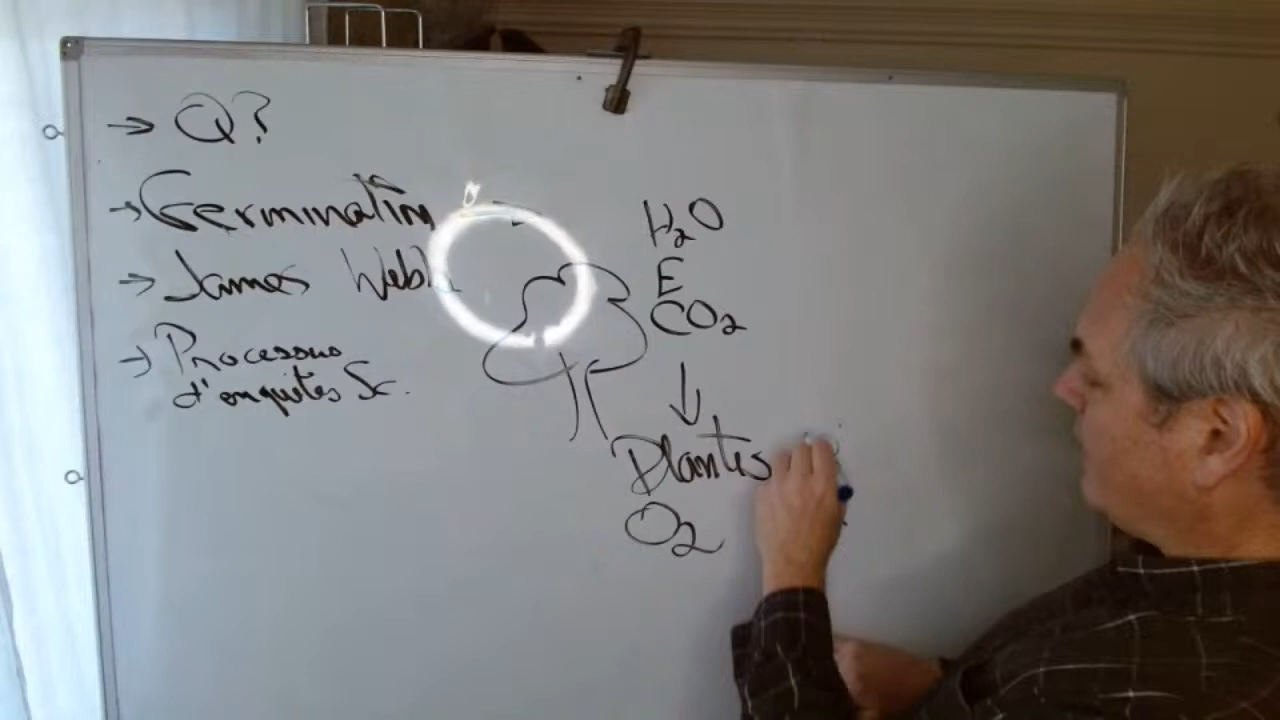 → Q?
→ Germination
→ James Webb
→ Processus
d'enquêtes Sc.
H₂O
E
CO₂
↓
Plantes
O₂